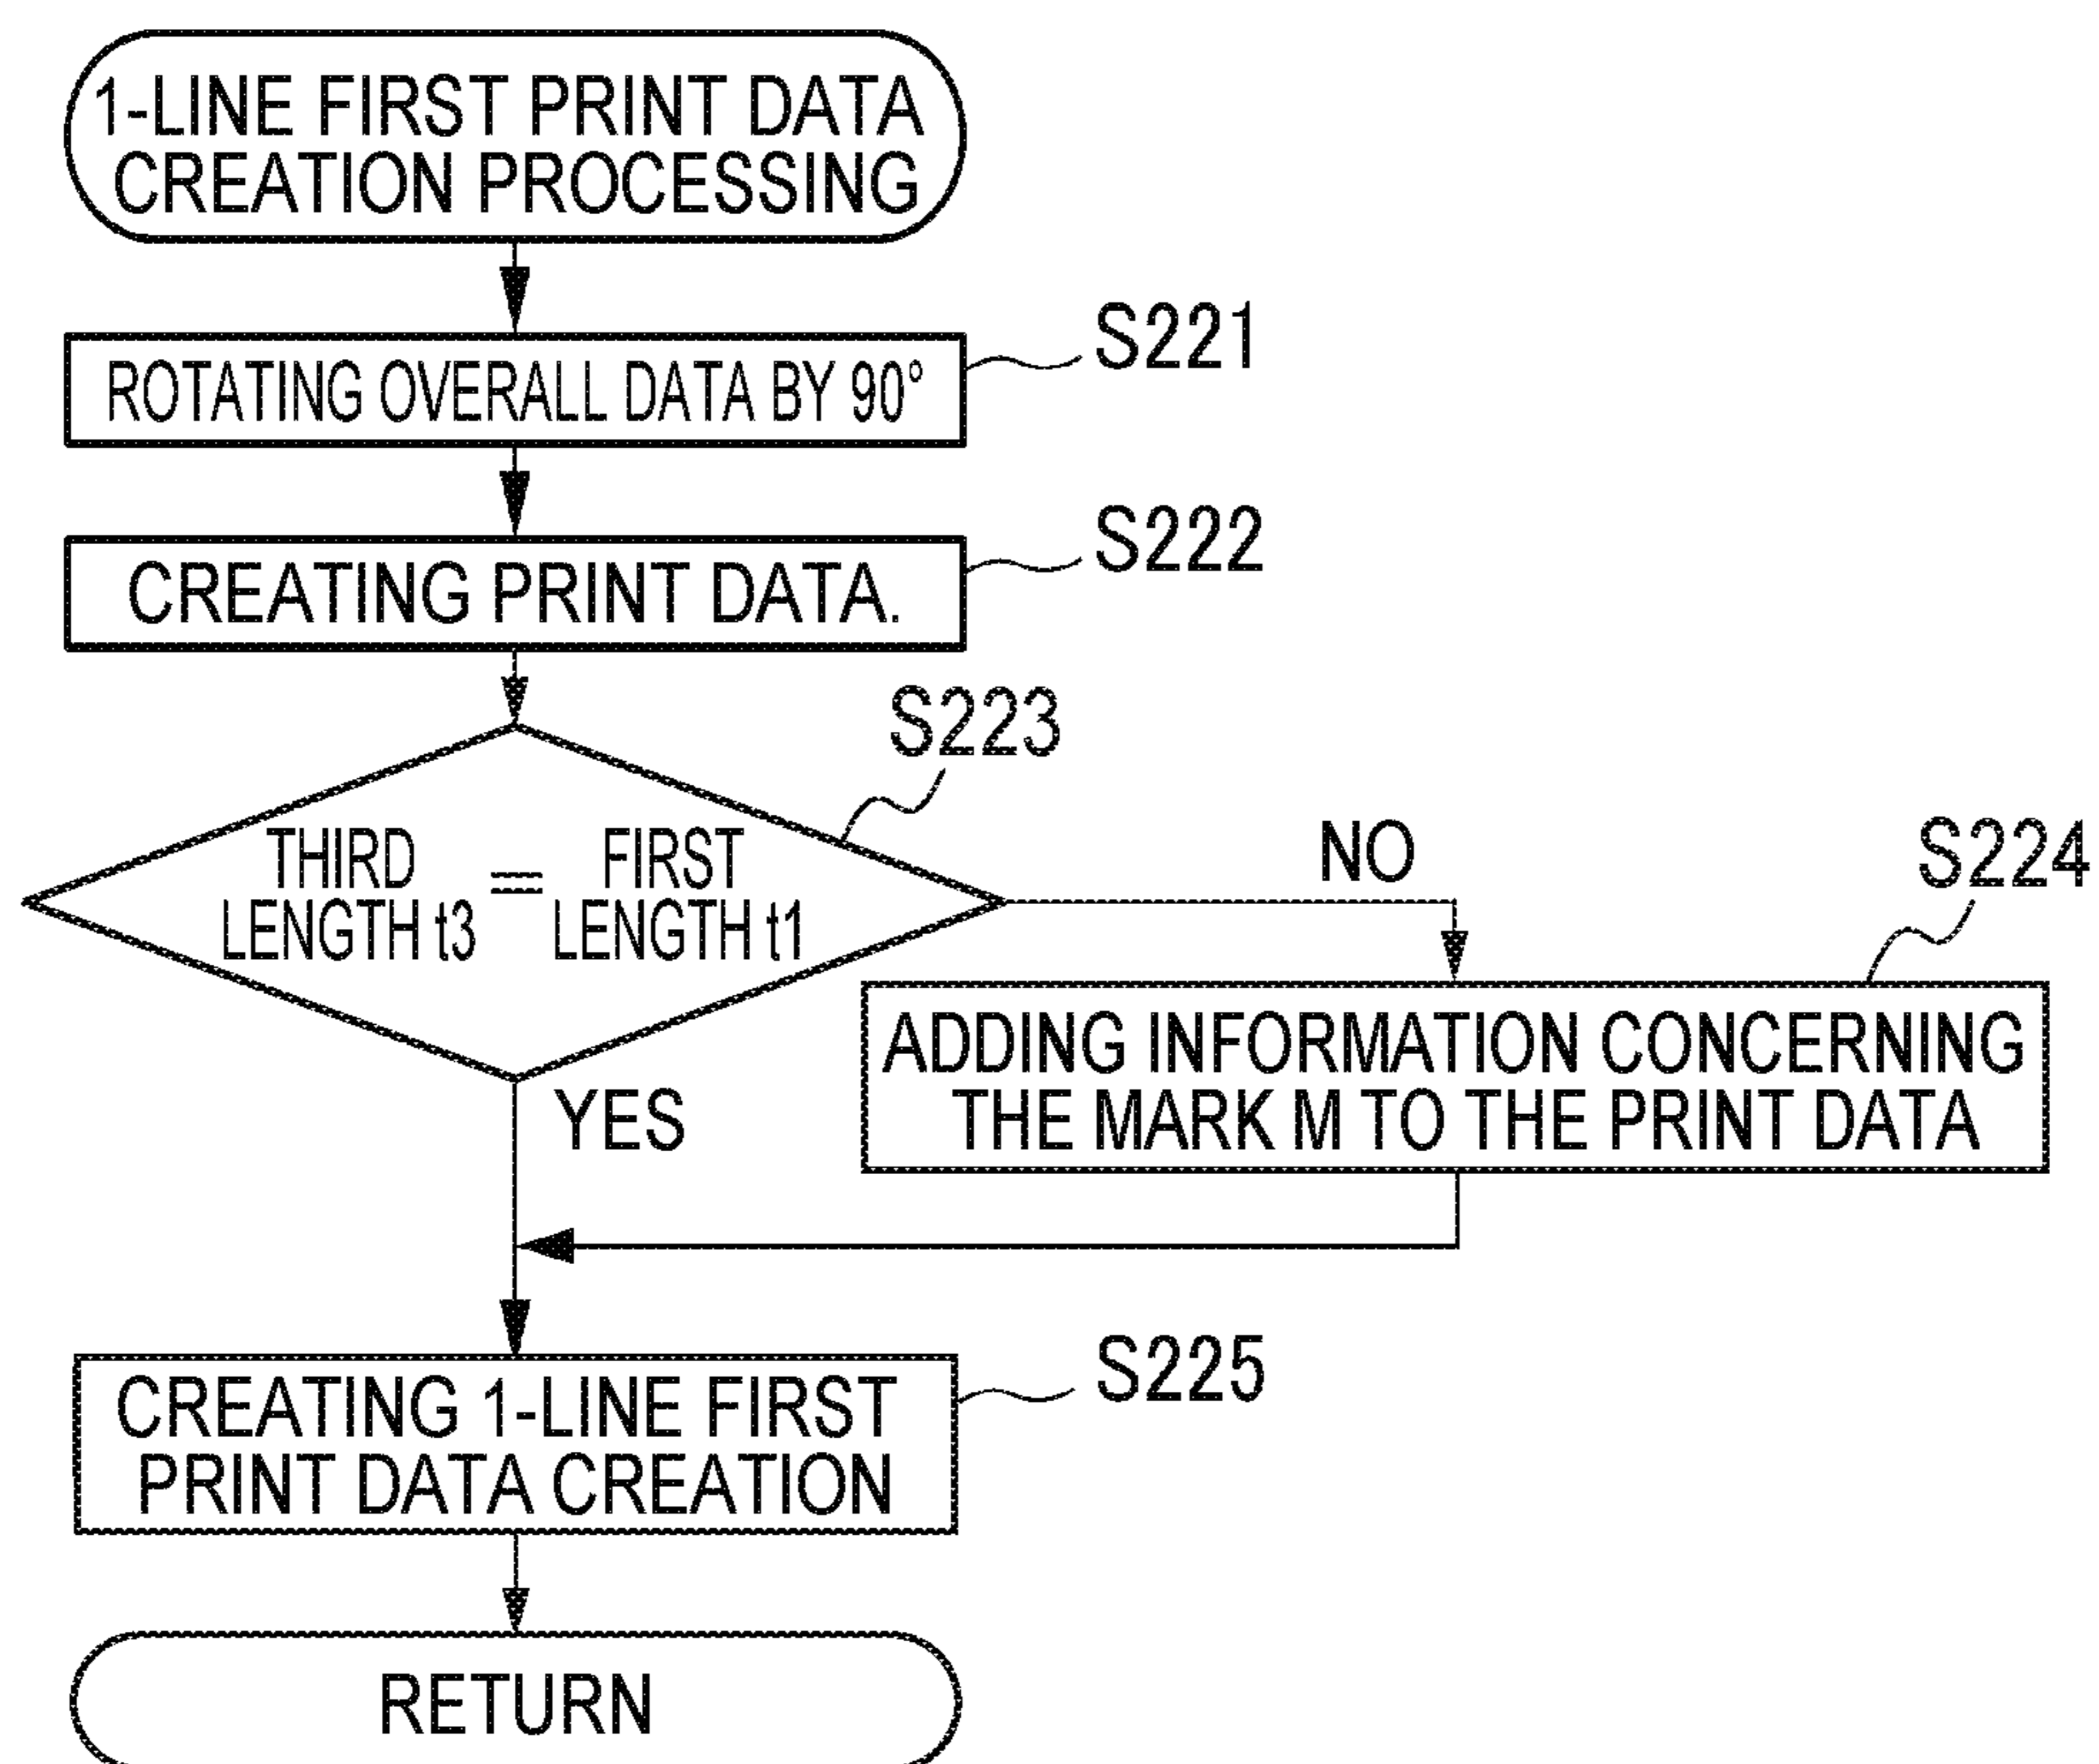 1-LINE FIRST PRINT DATA
CREATION PROCESSING
S221
ROTATING OVERALL DATA BY 90°
S222
CREATING PRINT DATA.
S223
THIRD
LENGTH t3
=
FIRST
LENGTH t1
NO
S224
ADDING INFORMATION CONCERNING
THE MARK M TO THE PRINT DATA
YES
S225
CREATING 1-LINE FIRST
PRINT DATA CREATION
RETURN